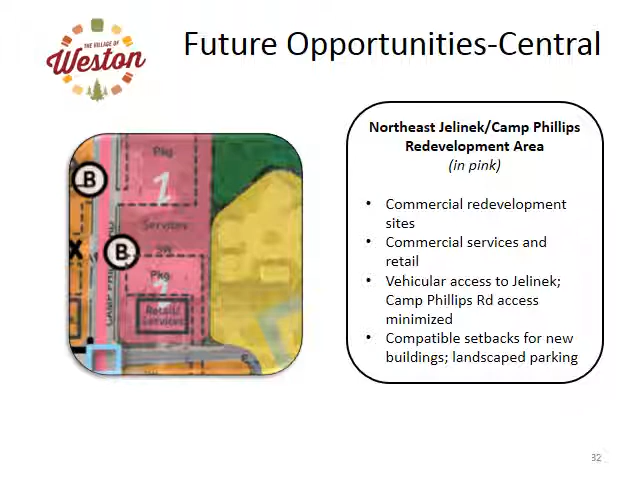 THE VILLAGE OF
Weston
Future Opportunities-Central
Northeast Jelinek/Camp Phillips
Redevelopment Area
(in pink)
• Commercial redevelopment
sites
• Commercial services and
retail
• Vehicular access to Jelinek;
Camp Phillips Rd access
minimized
• Compatible setbacks for new
buildings; landscaped parking
Pkg
1
B
Services
B
Pkg
Retail/
Services
32